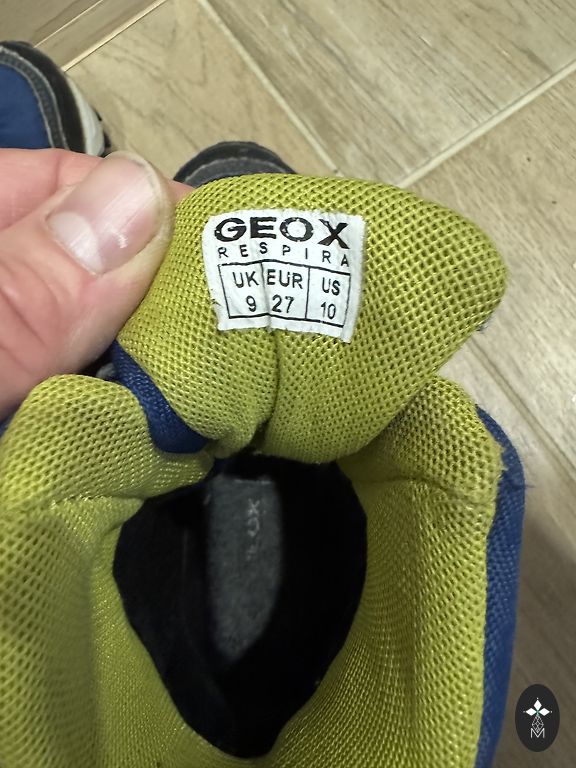 GEOX
RESPIRA
UK EUR US
9 27 10